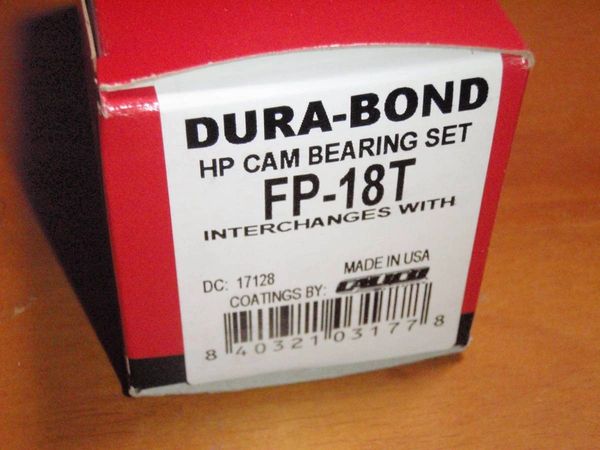 DURA-BOND
HP CAM BEARING SET
FP-18T
INTERCHANGES WITH
DC: 17128
MADE IN USA
COATINGS BY:
8 40321 03177 8